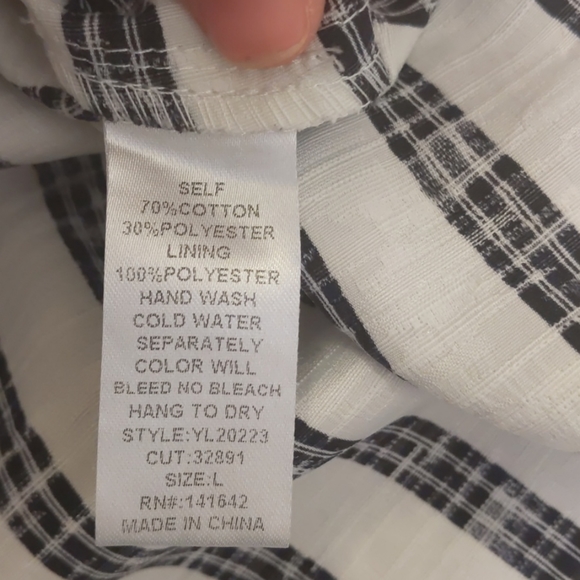 SELF
70%COTTON
30%POLYESTER
LINING
100%POLYESTER
HAND WASH
COLD WATER
SEPARATELY
COLOR WILL
BLEED NO BLEACH
HANG TO DRY
STYLE:YL20223
CUT:32891
SIZE:L
RN#:141642
MADE IN CHINA